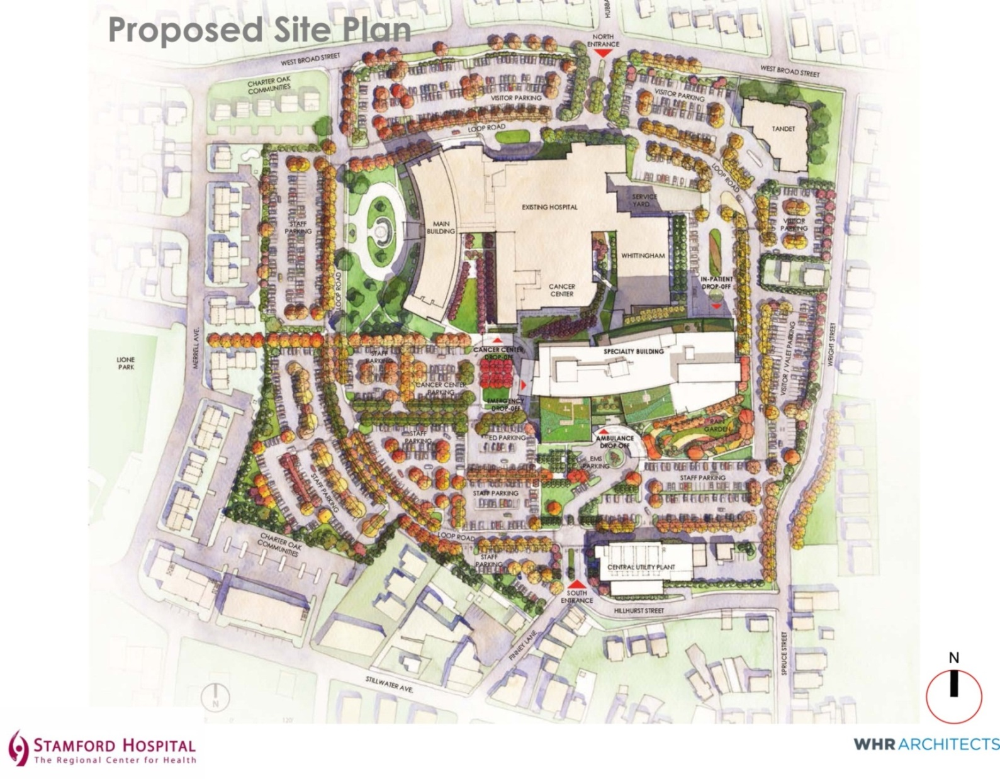 Proposed Site Plan
HUBBA
NORTH
ENTRANCE
WEST BROAD STREET
WEST BROAD STREET
CHARTER OAK
COMMUNITIES
VISITOR PARKING
VISITOR PARKING
LOOP ROAD
TANDET
LOOP ROAD
STAFF
PARKING
MAIN
BUILDING
EXISTING HOSPITAL
SERVICE
YARD
VISITOR
PARKING
WHITTINGHAM
IN-PATIENT
DROP-OFF
LOOP ROAD
CANCER
CENTER
MERRELL AVE.
LIONE
PARK
CANCER CENTER
DROP-OFF
SPECIALTY BUILDING
VISITOR / VALET PARKING
WRIGHT STREET
STAFF
PARKING
CANCER CENTER
PARKING
EMERGENCY
DROP-OFF
RAIN
GARDEN
STAFF
PARKING
ED PARKING
AMBULANCE
DROP OFF
EMS
PARKING
STAFF PARKING
STAFF PARKING
STAFF PARKING
LOOP ROAD
CHARTER OAK
COMMUNITIES
STAFF
PARKING
CENTRAL UTILITY PLANT
SOUTH
ENTRANCE
HILLHURST STREET
FINNEY LANE
SPRUCE STREET
STILLWATER AVE.
N
120'
N
STAMFORD HOSPITAL
The Regional Center for Health
WHR ARCHITECTS